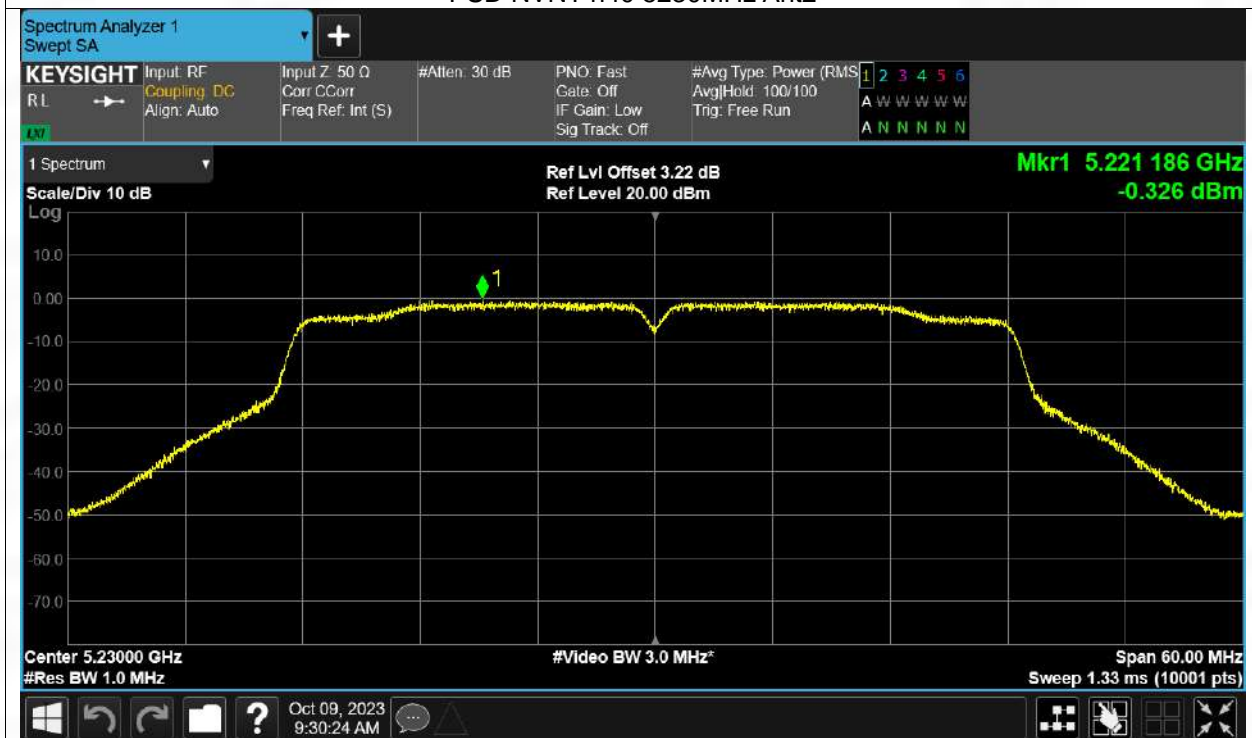 Spectrum Analyzer 1
Swept SA
+
KEYSIGHT
RL
LXI
Input: RF
Coupling: DC
Align: Auto
Input Z: 50 Ω
Corr CCorr
Freq Ref: Int (S)
#Atten: 30 dB
PNO: Fast
Gate: Off
IF Gain: Low
Sig Track: Off
#Avg Type: Power (RMS
Avg|Hold: 100/100
Trig: Free Run
1 2 3 4 5 6
A W W W W W
A N N N N N
1 Spectrum
Scale/Div 10 dB
Log
Ref Lvl Offset 3.22 dB
Ref Level 20.00 dBm
Mkr1 5.221 186 GHz
-0.326 dBm
1
10.0
0.00
-10.0
-20.0
-30.0
-40.0
-50.0
-60.0
-70.0
Center 5.23000 GHz
#Res BW 1.0 MHz
#Video BW 3.0 MHz*
Span 60.00 MHz
Sweep 1.33 ms (10001 pts)
?
Oct 09, 2023
9:30:24 AM